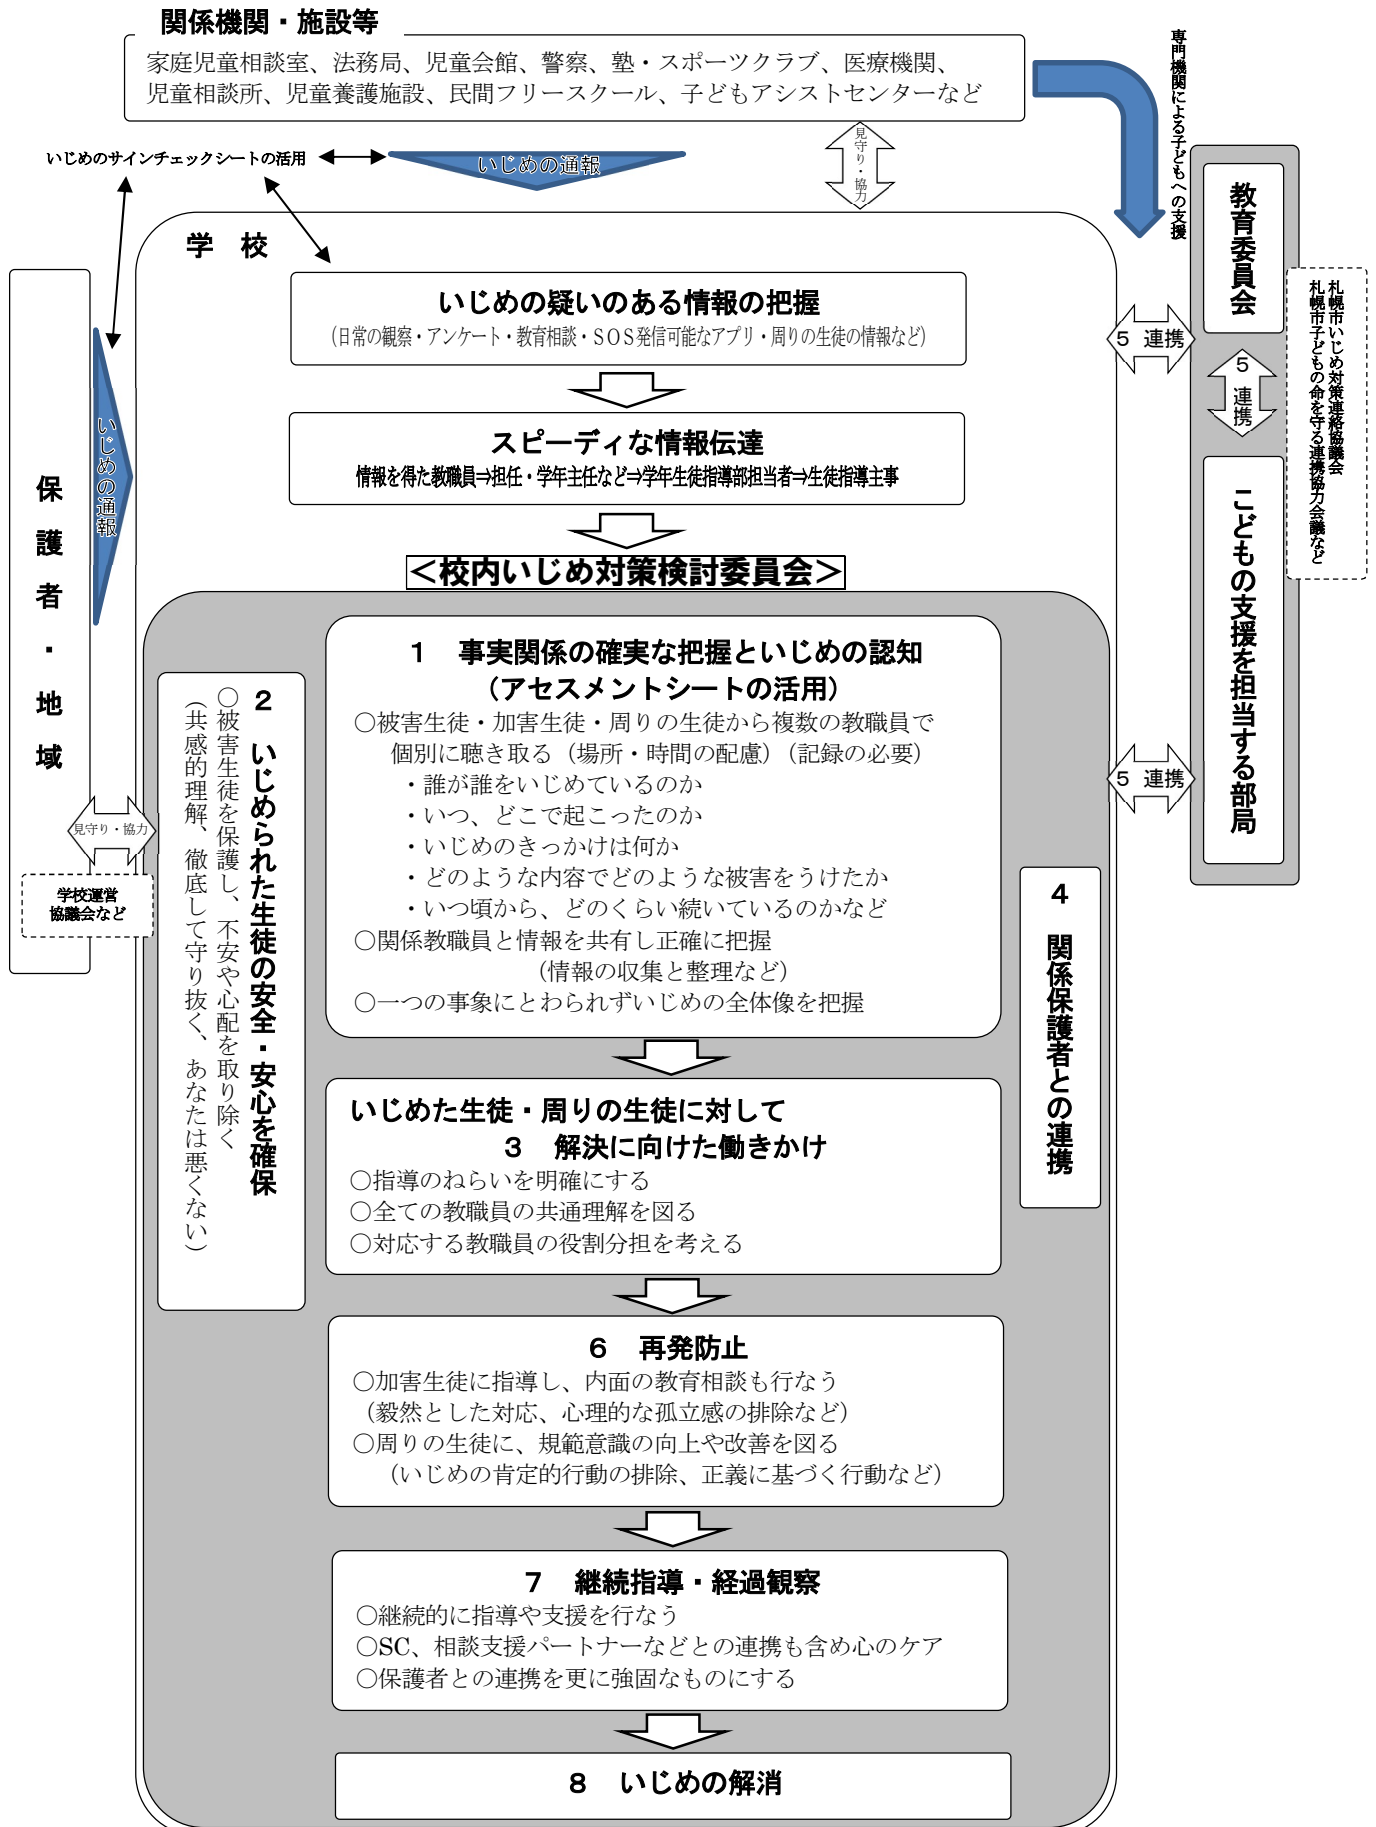 関係機関・施設等
家庭児童相談室、法務局、児童会館、警察、塾・スポーツクラブ、医療機関、
児童相談所、児童養護施設、民間フリースクール、子どもアシストセンターなど
専門機関による子どもへの支援
いじめのサインチェックシートの活用
いじめの通報
見守り・協力
学　校
教育委員会
いじめの疑いのある情報の把握
（日常の観察・アンケート・教育相談・ＳＯＳ発信可能なアプリ・周りの生徒の情報など）
5 連携
5 連携
札幌市いじめ対策連絡協議会
札幌市子どもの命を守る連携協力会議など
スピーディな情報伝達
情報を得た教職員⇒担任・学年主任など⇒学年生徒指導部担当者⇒生徒指導主事
いじめの通報
保護者・地域
こどもの支援を担当する部局
＜校内いじめ対策検討委員会＞
１　事実関係の確実な把握といじめの認知
（アセスメントシートの活用）
○被害生徒・加害生徒・周りの生徒から複数の教職員で
個別に聴き取る（場所・時間の配慮）（記録の必要）
・誰が誰をいじめているのか
・いつ、どこで起こったのか
・いじめのきっかけは何か
・どのような内容でどのような被害をうけたか
・いつ頃から、どのくらい続いているのかなど
○関係教職員と情報を共有し正確に把握
（情報の収集と整理など）
○一つの事象にとわられずいじめの全体像を把握
２　いじめられた生徒の安全・安心を確保
○被害生徒を保護し、不安や心配を取り除く
（共感的理解、徹底して守り抜く、あなたは悪くない）
5 連携
見守り・協力
学校運営
協議会など
４　関係保護者との連携
いじめた生徒・周りの生徒に対して
３　解決に向けた働きかけ
○指導のねらいを明確にする
○全ての教職員の共通理解を図る
○対応する教職員の役割分担を考える
６　再発防止
○加害生徒に指導し、内面の教育相談も行なう
（毅然とした対応、心理的な孤立感の排除など）
○周りの生徒に、規範意識の向上や改善を図る
（いじめの肯定的行動の排除、正義に基づく行動など）
７　継続指導・経過観察
○継続的に指導や支援を行なう
○SC、相談支援パートナーなどとの連携も含め心のケア
○保護者との連携を更に強固なものにする
８　いじめの解消